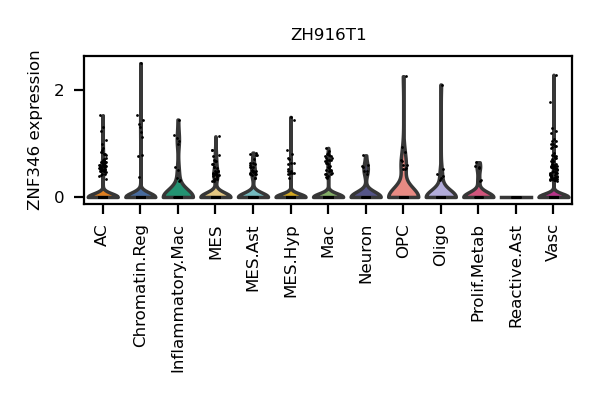 ZH916T1
ZNF346 expression
2
0
AC
Chromatin.Reg
Inflammatory.Mac
MES
MES.Ast
MES.Hyp
Mac
Neuron
OPC
Oligo
Prolif.Metab
Reactive.Ast
Vasc